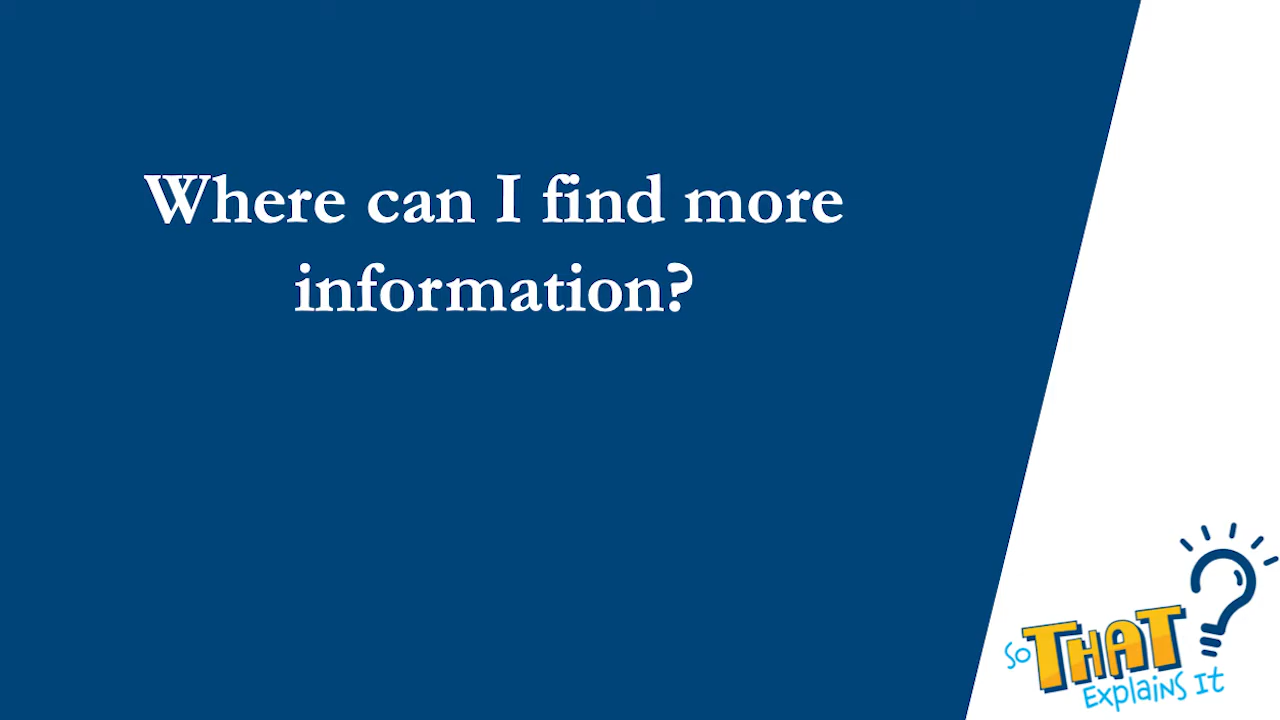 Where can I find more
information?
So THAT
Explains It